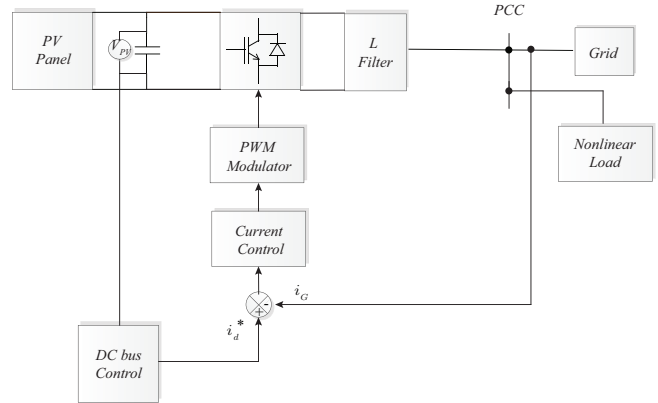 PCC
PV
Panel
V_PV
L
Filter
Grid
PWM
Modulator
Nonlinear
Load
Current
Control
i_G
-
+
i_d*
DC bus
Control